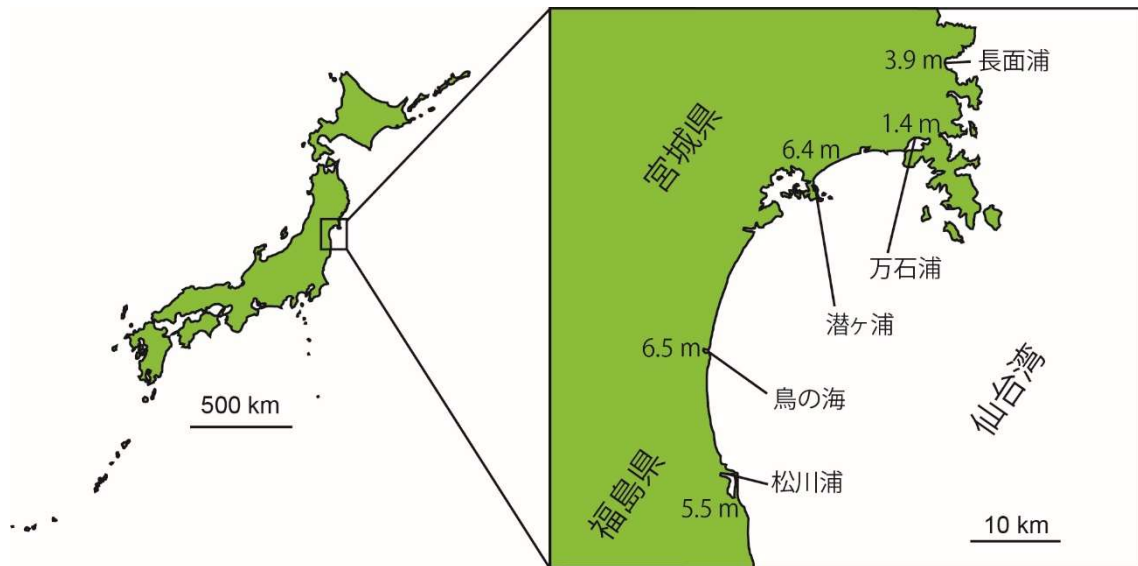 500 km
3.9 m
長面浦
1.4 m
6.4 m
宮城県
万石浦
潜ヶ浦
6.5 m
鳥の海
仙台湾
松川浦
福島県
5.5 m
10 km